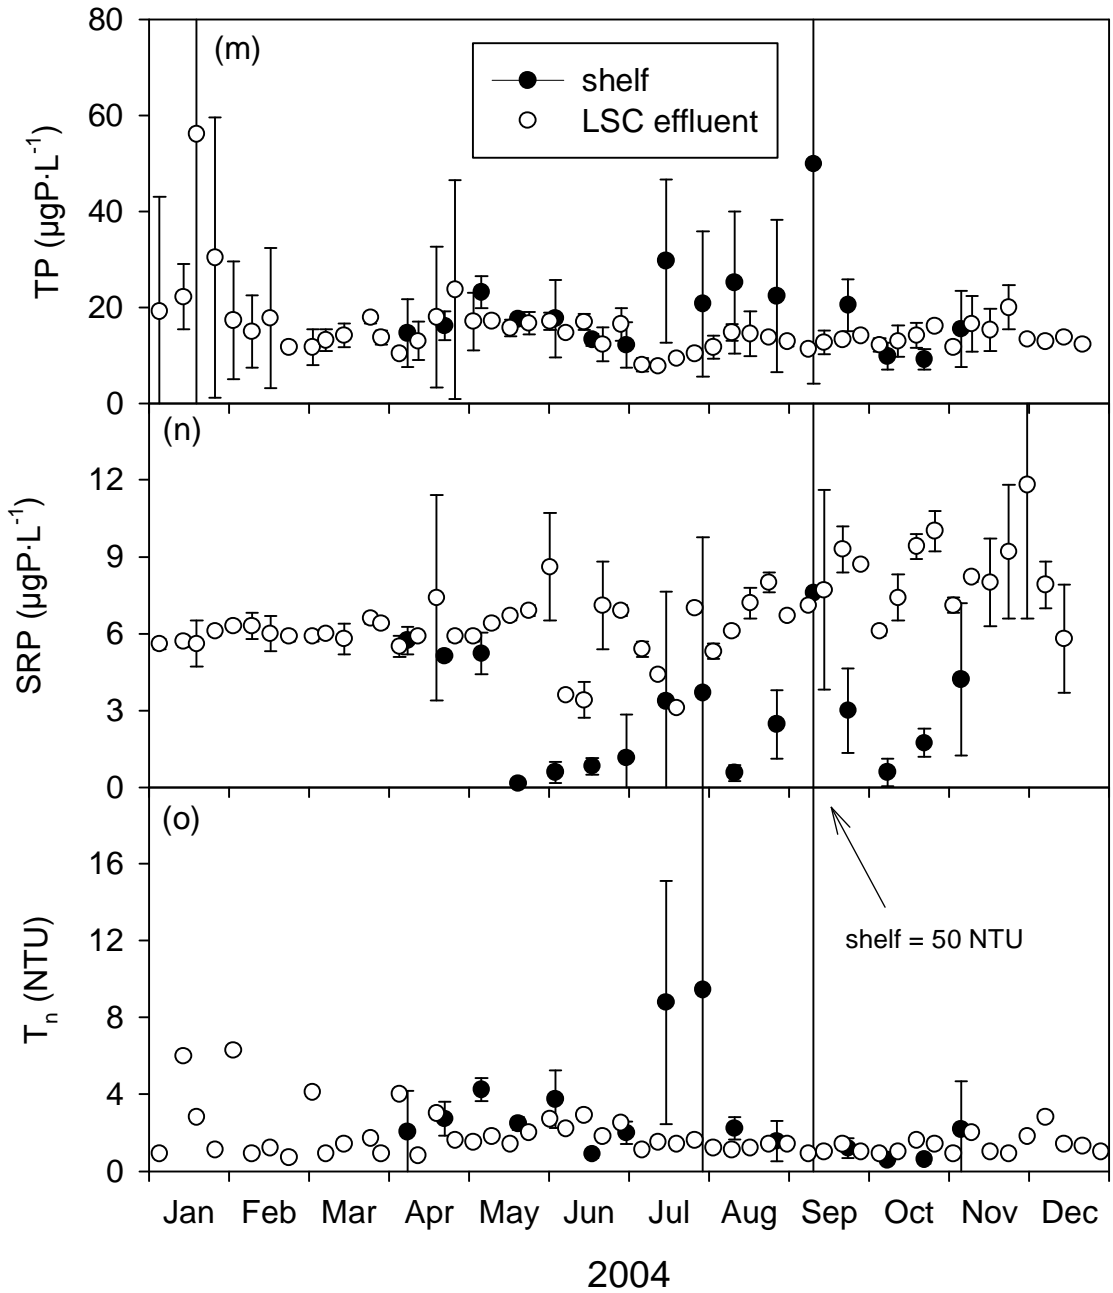 80
60
40
20
0
TP (µgP·L⁻¹)
(m)
shelf
LSC effluent
12
9
6
3
0
SRP (µgP·L⁻¹)
(n)
16
12
8
4
0
Tₙ (NTU)
(o)
shelf = 50 NTU
Jan Feb Mar Apr May Jun Jul Aug Sep Oct Nov Dec
2004